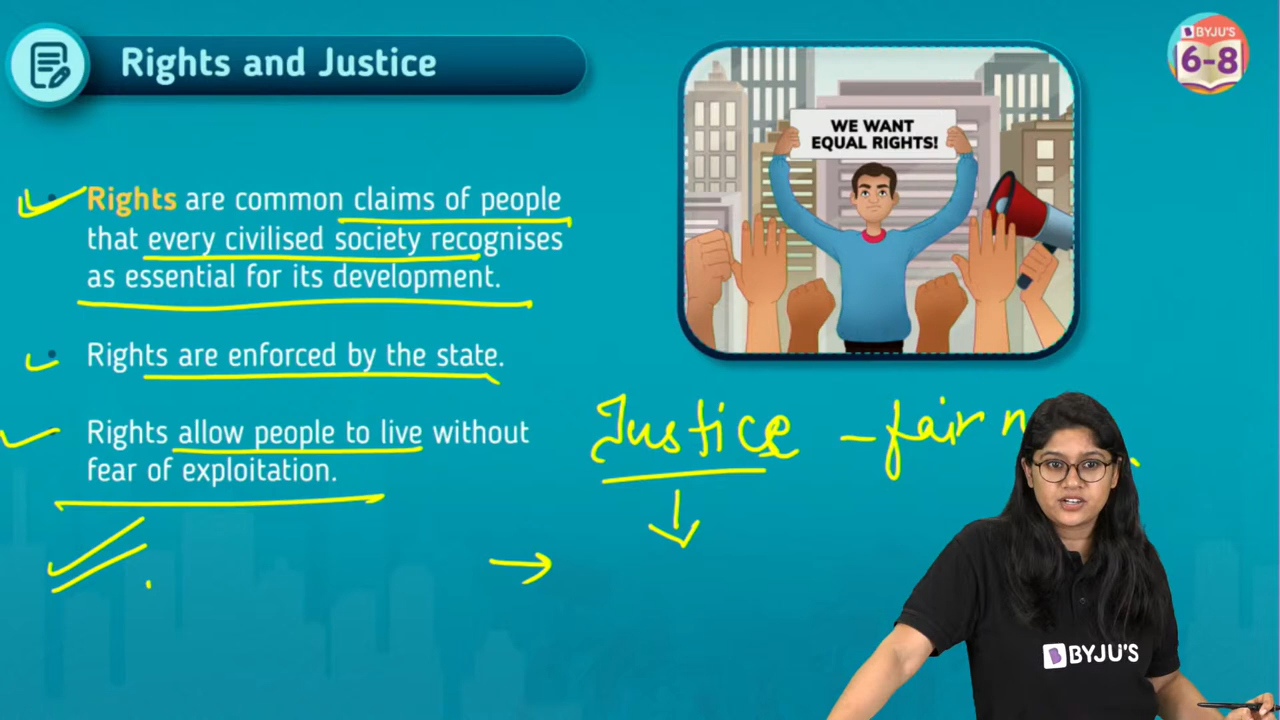 Rights and Justice
BYJU'S
6-8
WE WANT
EQUAL RIGHTS!
Rights are common claims of people
that every civilised society recognises
as essential for its development.
Rights are enforced by the state.
Rights allow people to live without
fear of exploitation.
Justice - fair
BYJU'S